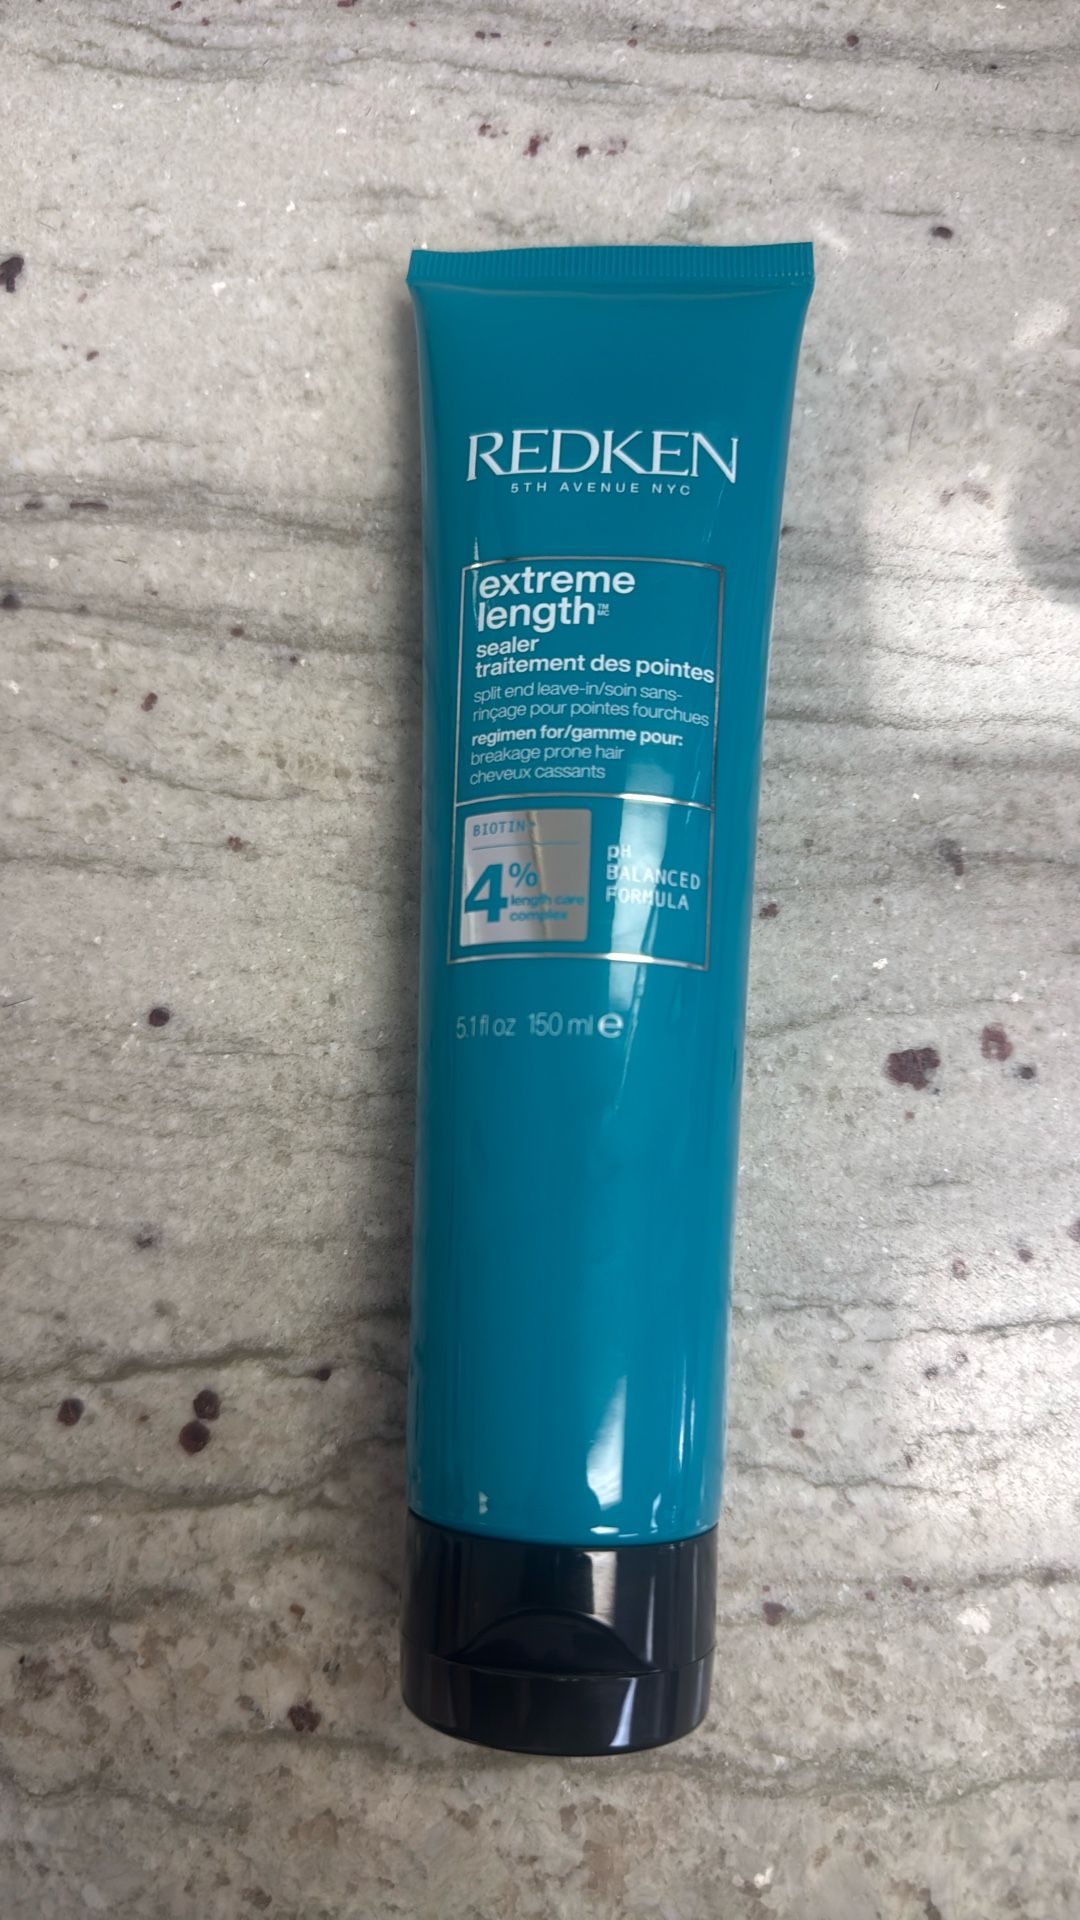 REDKEN
5TH AVENUE NYC
extreme
length™ MC
sealer
traitement des pointes
split end leave-in/soin sans-
rinçage pour pointes fourchues
regimen for/gamme pour:
breakage prone hair
cheveux cassants
BIOTIN+
4%
length care
complex
pH
BALANCED
FORMULA
5.1 fl oz 150 ml e